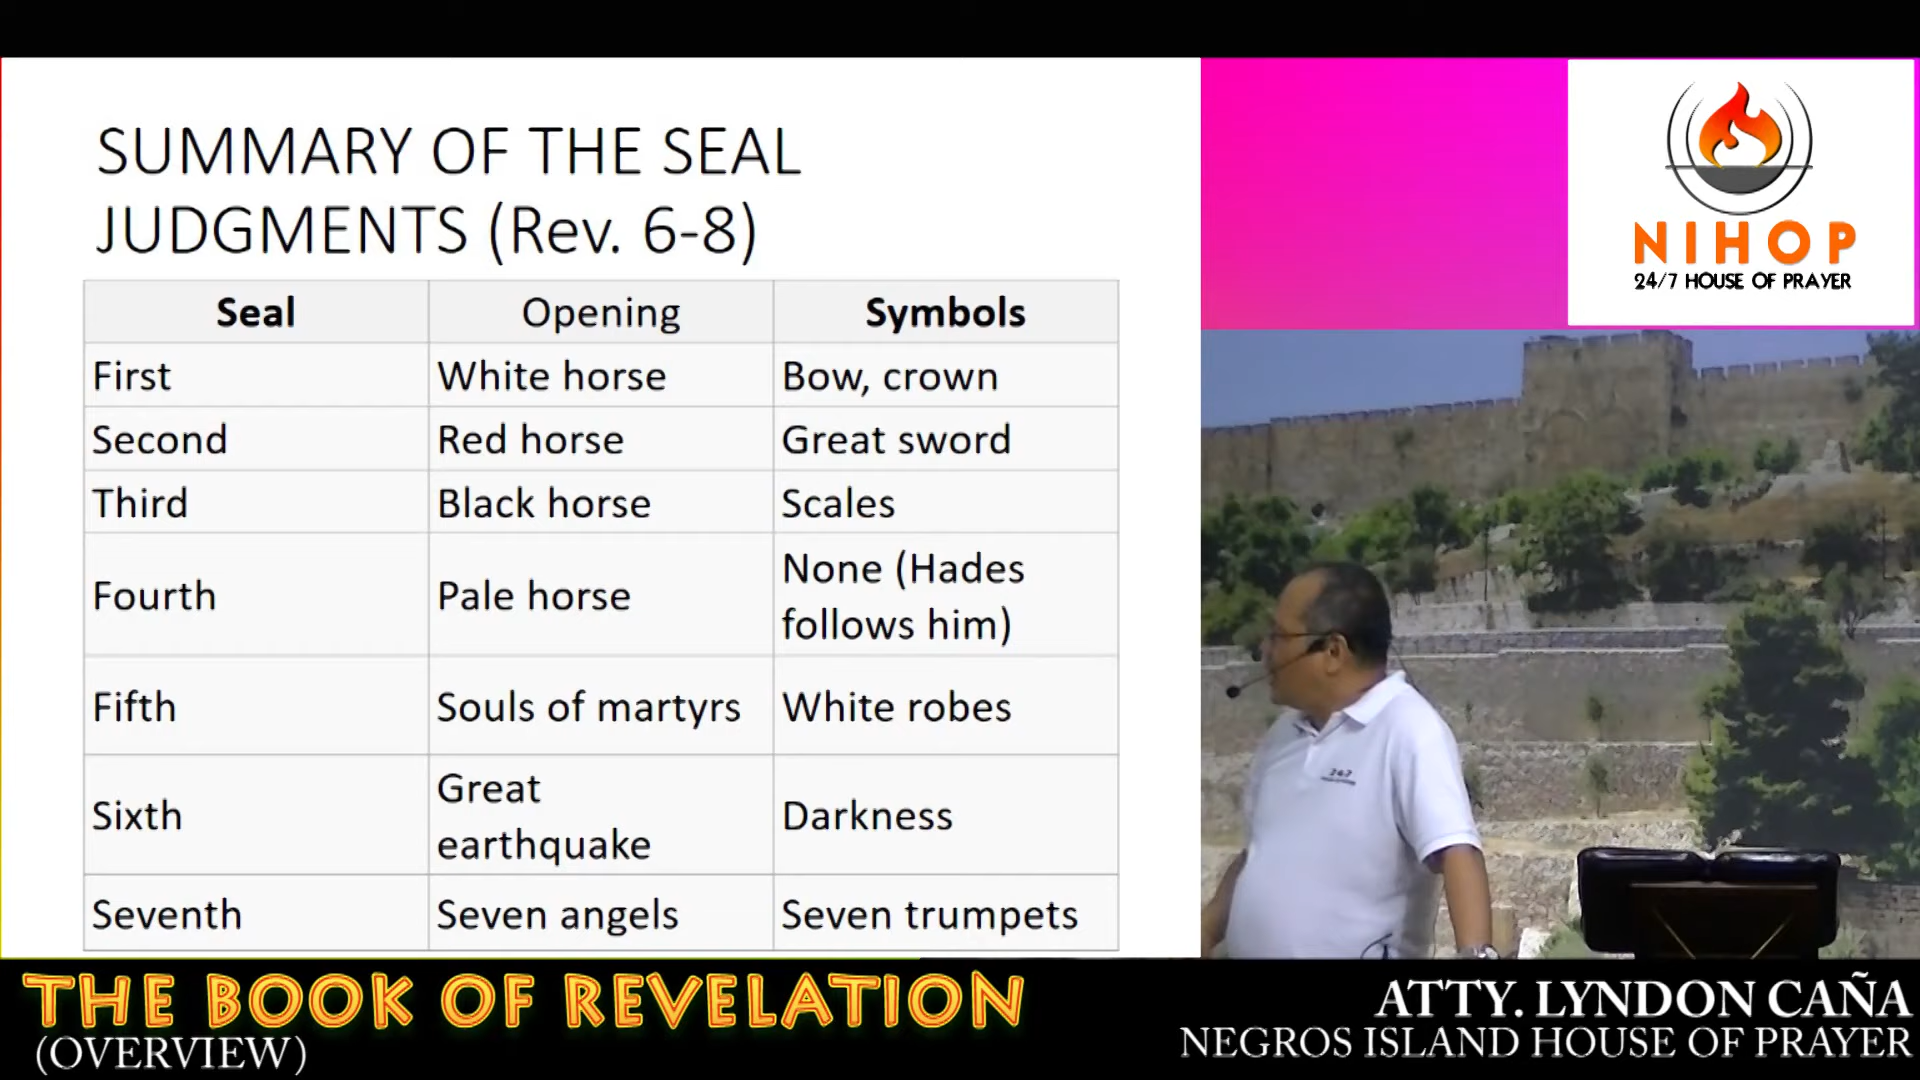 SUMMARY OF THE SEAL
JUDGMENTS (Rev. 6-8)
Seal Opening Symbols
First White horse Bow, crown
Second Red horse Great sword
Third Black horse Scales
Fourth Pale horse None (Hades
follows him)
Fifth Souls of martyrs White robes
Sixth Great
earthquake Darkness
Seventh Seven angels Seven trumpets
NIHOP
24/7 HOUSE OF PRAYER
THE BOOK OF REVELATION
(OVERVIEW)
ATTY. LYNDON CAÑA
NEGROS ISLAND HOUSE OF PRAYER